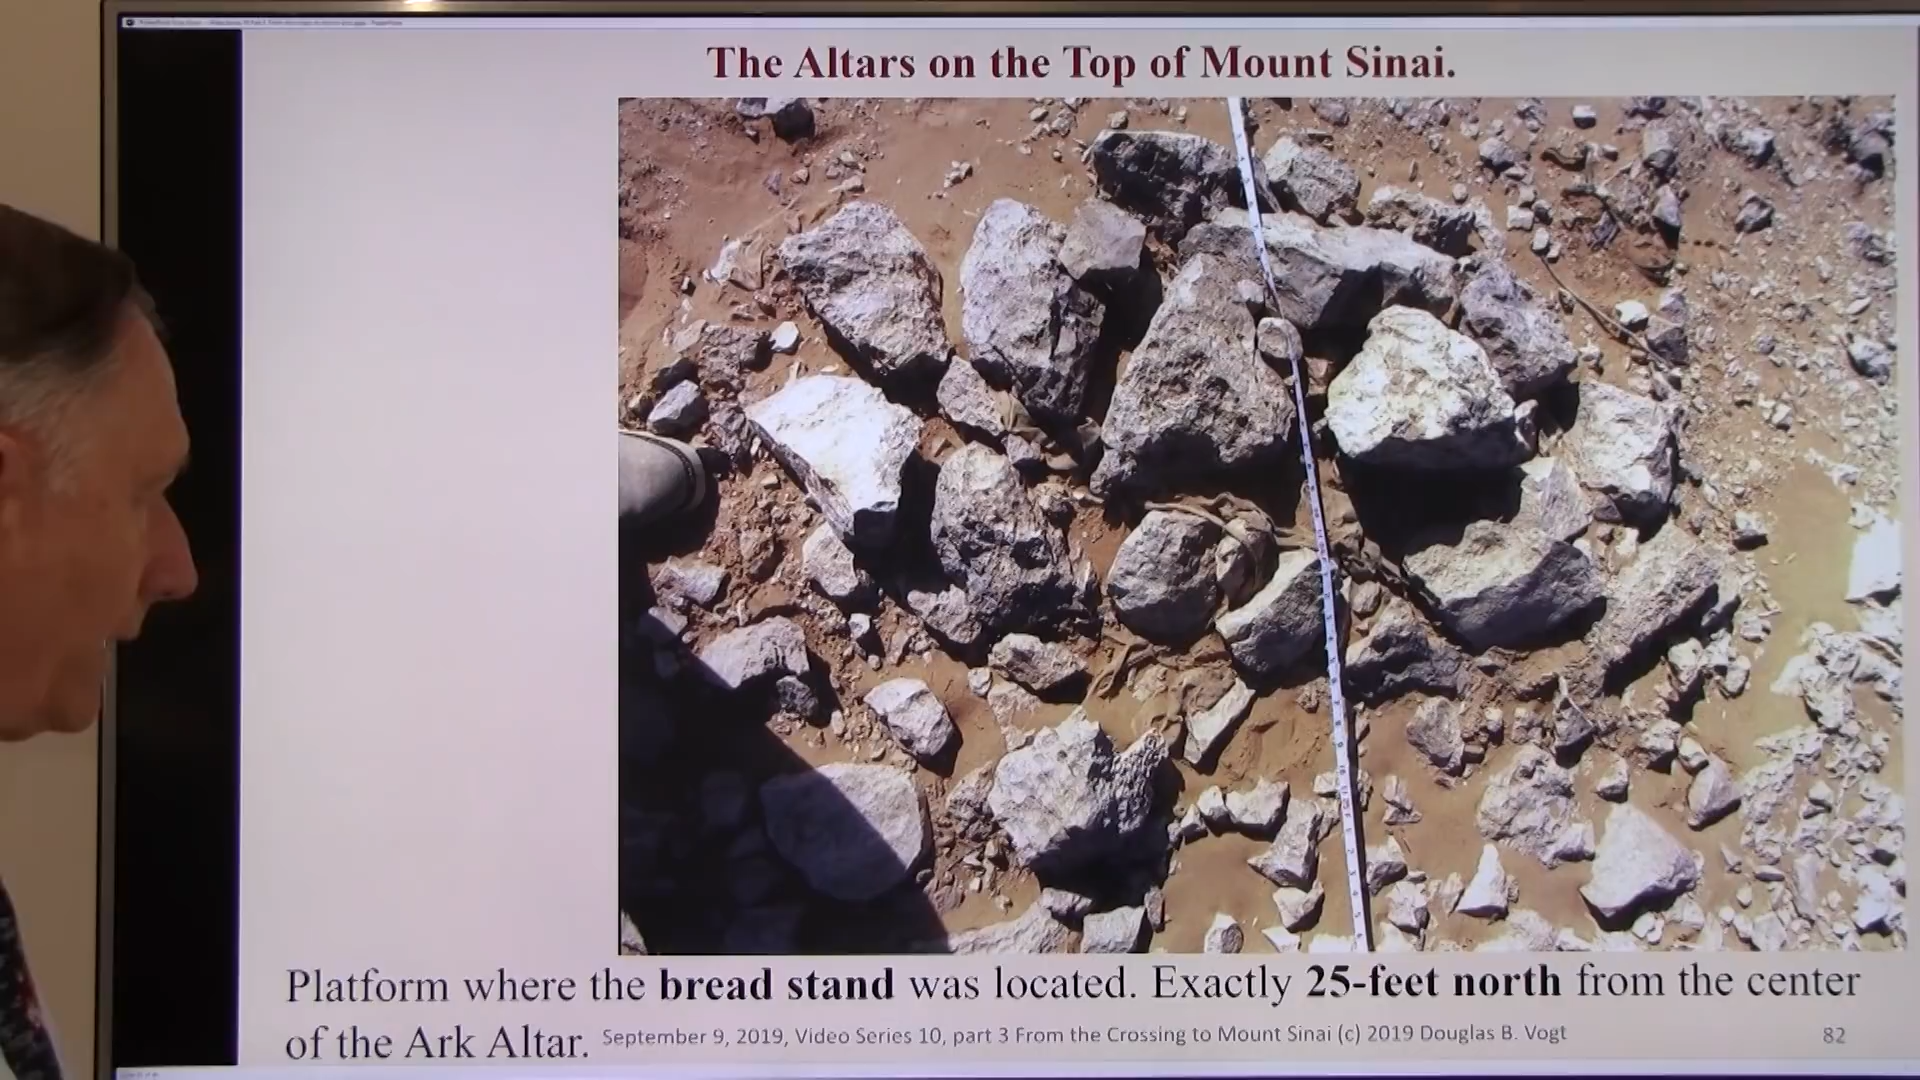 The Altars on the Top of Mount Sinai.
Platform where the bread stand was located. Exactly 25-feet north from the center
of the Ark Altar.
September 9, 2019, Video Series 10, part 3 From the Crossing to Mount Sinai (c) 2019 Douglas B. Vogt
82